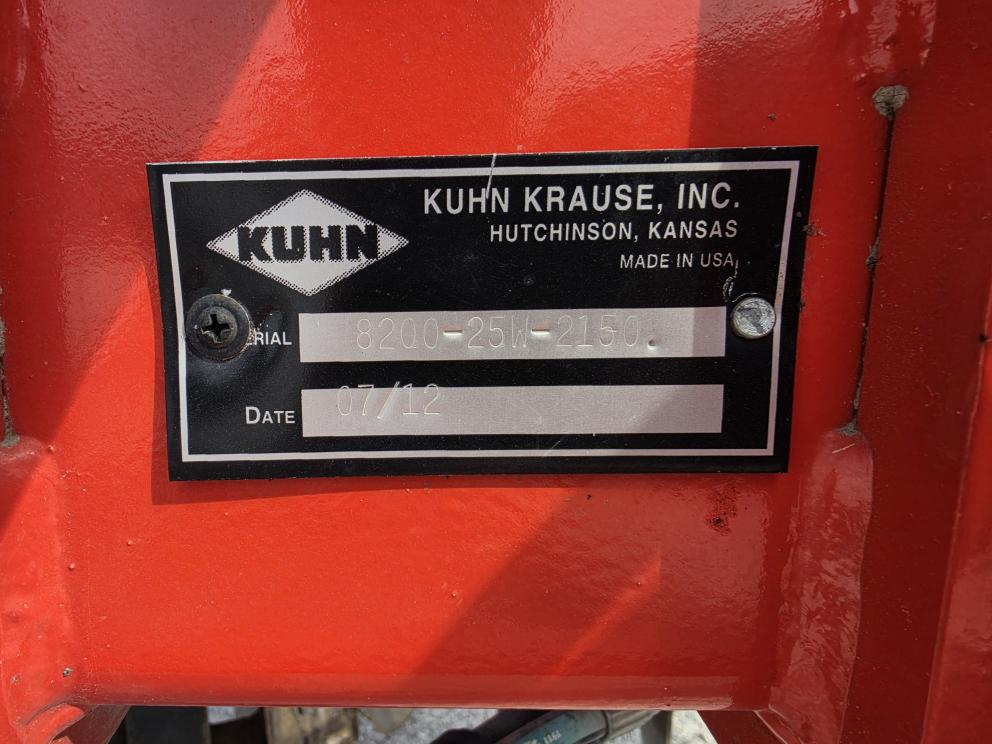 KUHN
KUHN KRAUSE, INC.
HUTCHINSON, KANSAS
MADE IN USA
ERIAL 8200-25W-2150.
DATE 07/12